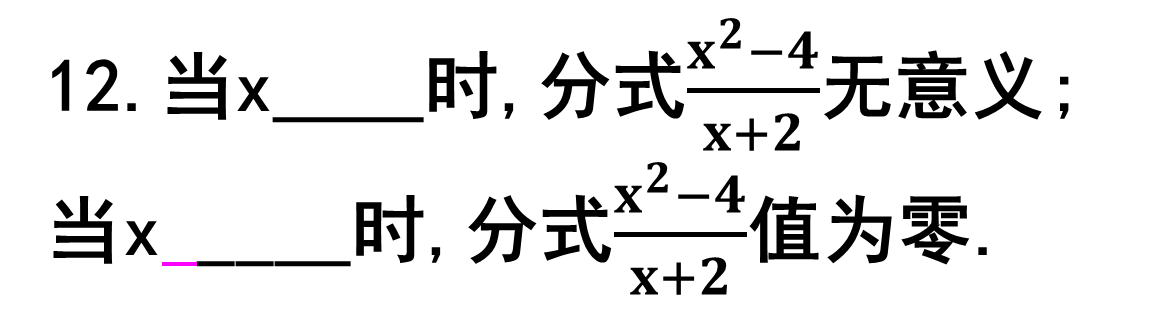 12. 当x_____时, 分式(x²−4)/(x+2)无意义;
当x_____时, 分式(x²−4)/(x+2)值为零.